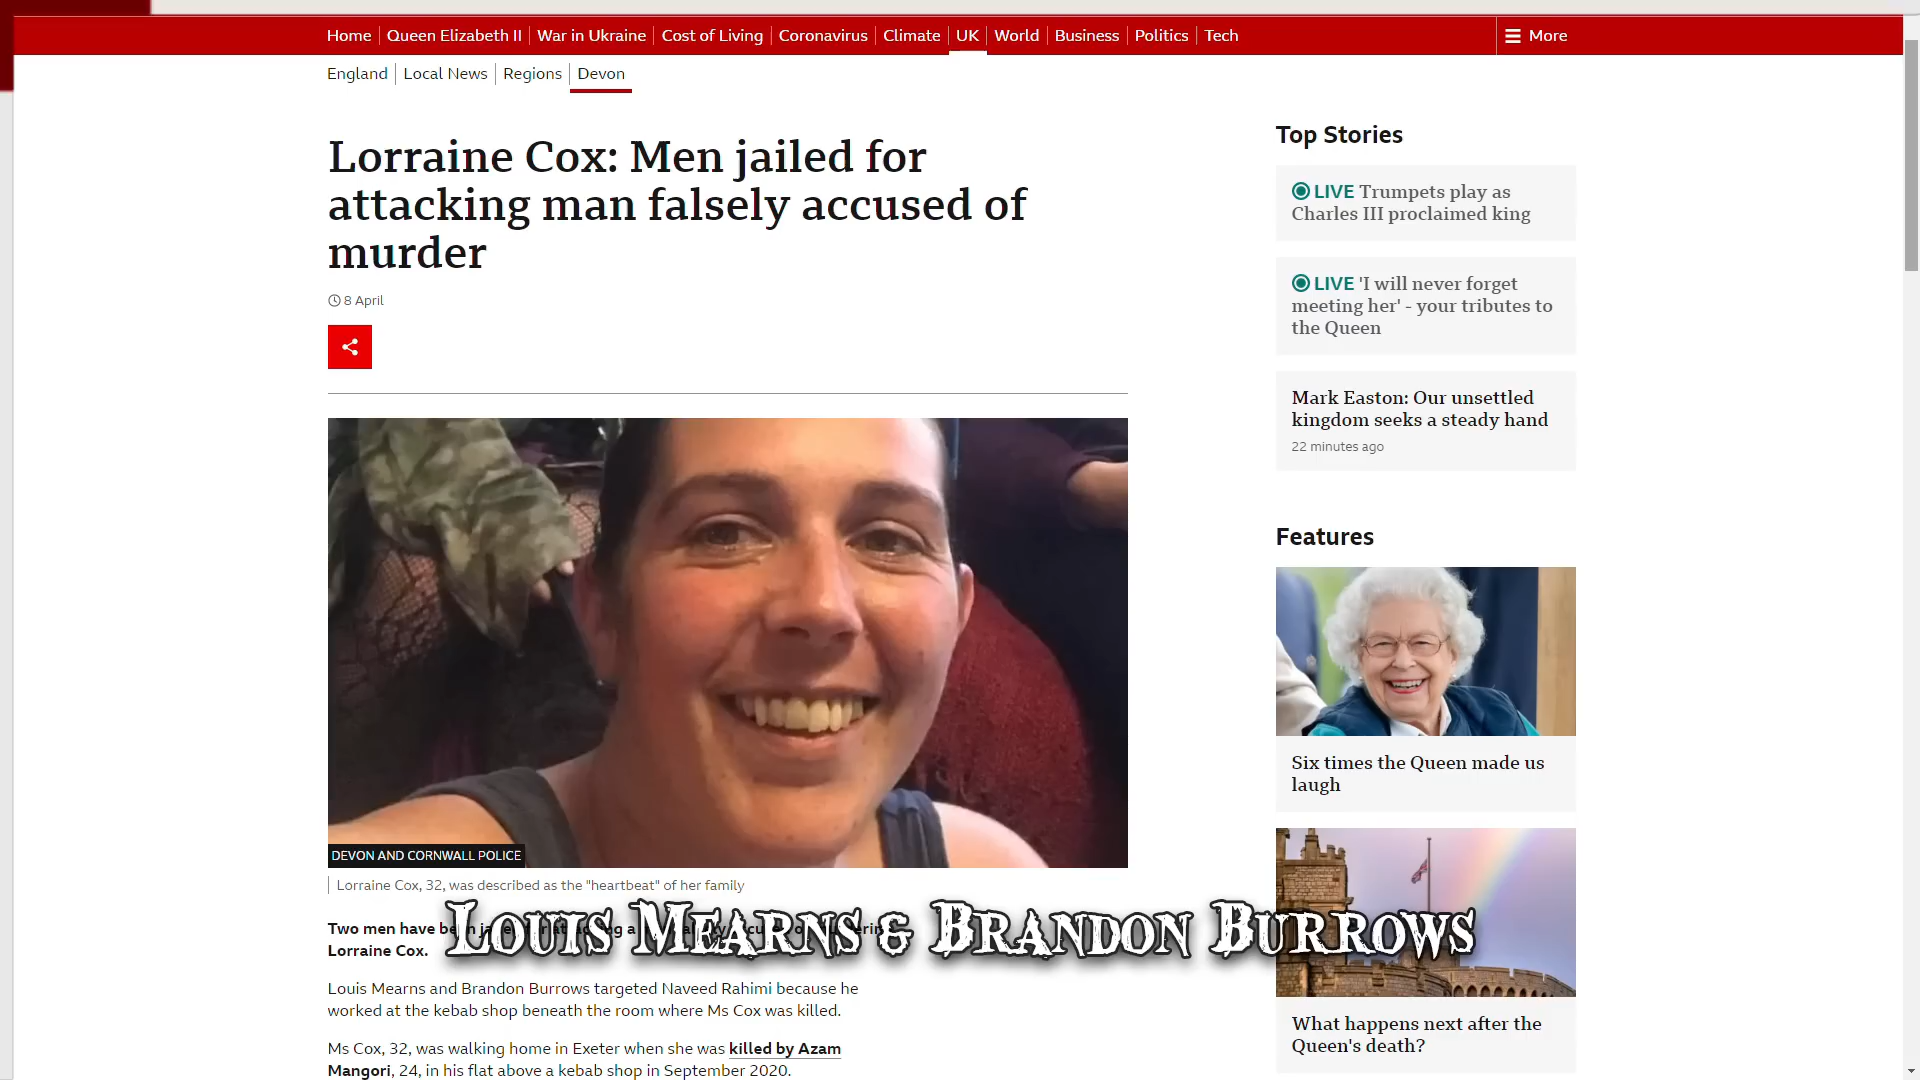 Home
Queen Elizabeth II
War in Ukraine
Cost of Living
Coronavirus
Climate
UK
World
Business
Politics
Tech
More
England
Local News
Regions
Devon
Lorraine Cox: Men jailed for
attacking man falsely accused of
murder
8 April
DEVON AND CORNWALL POLICE
Lorraine Cox, 32, was described as the "heartbeat" of her family
Two men have been
Lorraine Cox.
LOUIS MEARNS & BRANDON BURROWS
Louis Mearns and Brandon Burrows targeted Naveed Rahimi because he
worked at the kebab shop beneath the room where Ms Cox was killed.
Ms Cox, 32, was walking home in Exeter when she was killed by Azam
Mangori, 24, in his flat above a kebab shop in September 2020.
Top Stories
LIVE Trumpets play as
Charles III proclaimed king
LIVE 'I will never forget
meeting her' - your tributes to
the Queen
Mark Easton: Our unsettled
kingdom seeks a steady hand
22 minutes ago
Features
Six times the Queen made us
laugh
What happens next after the
Queen's death?